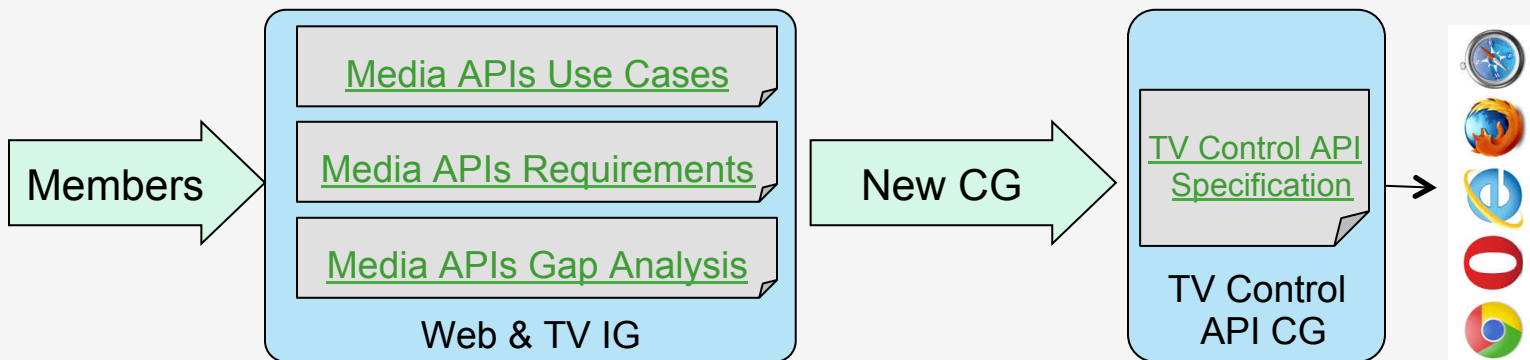 Members
Media APIs Use Cases
Media APIs Requirements
Media APIs Gap Analysis
Web & TV IG
New CG
TV Control API
Specification
TV Control
API CG